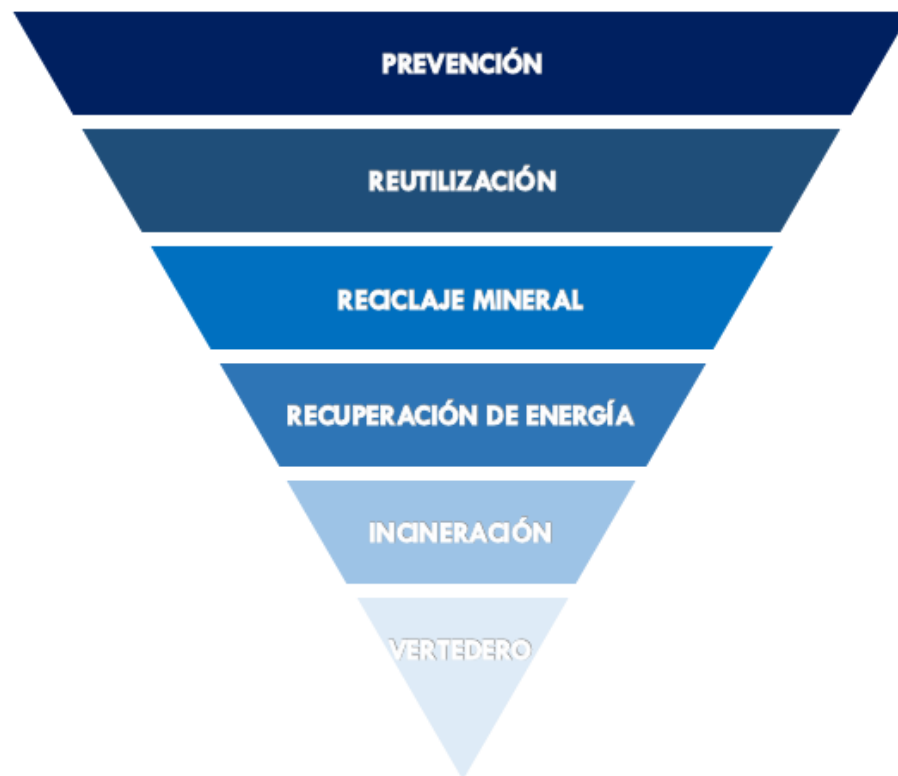 PREVENCIÓN
REUTILIZACIÓN
RECICLAJE MINERAL
RECUPERACIÓN DE ENERGÍA
INCINERACIÓN
VERTEDERO